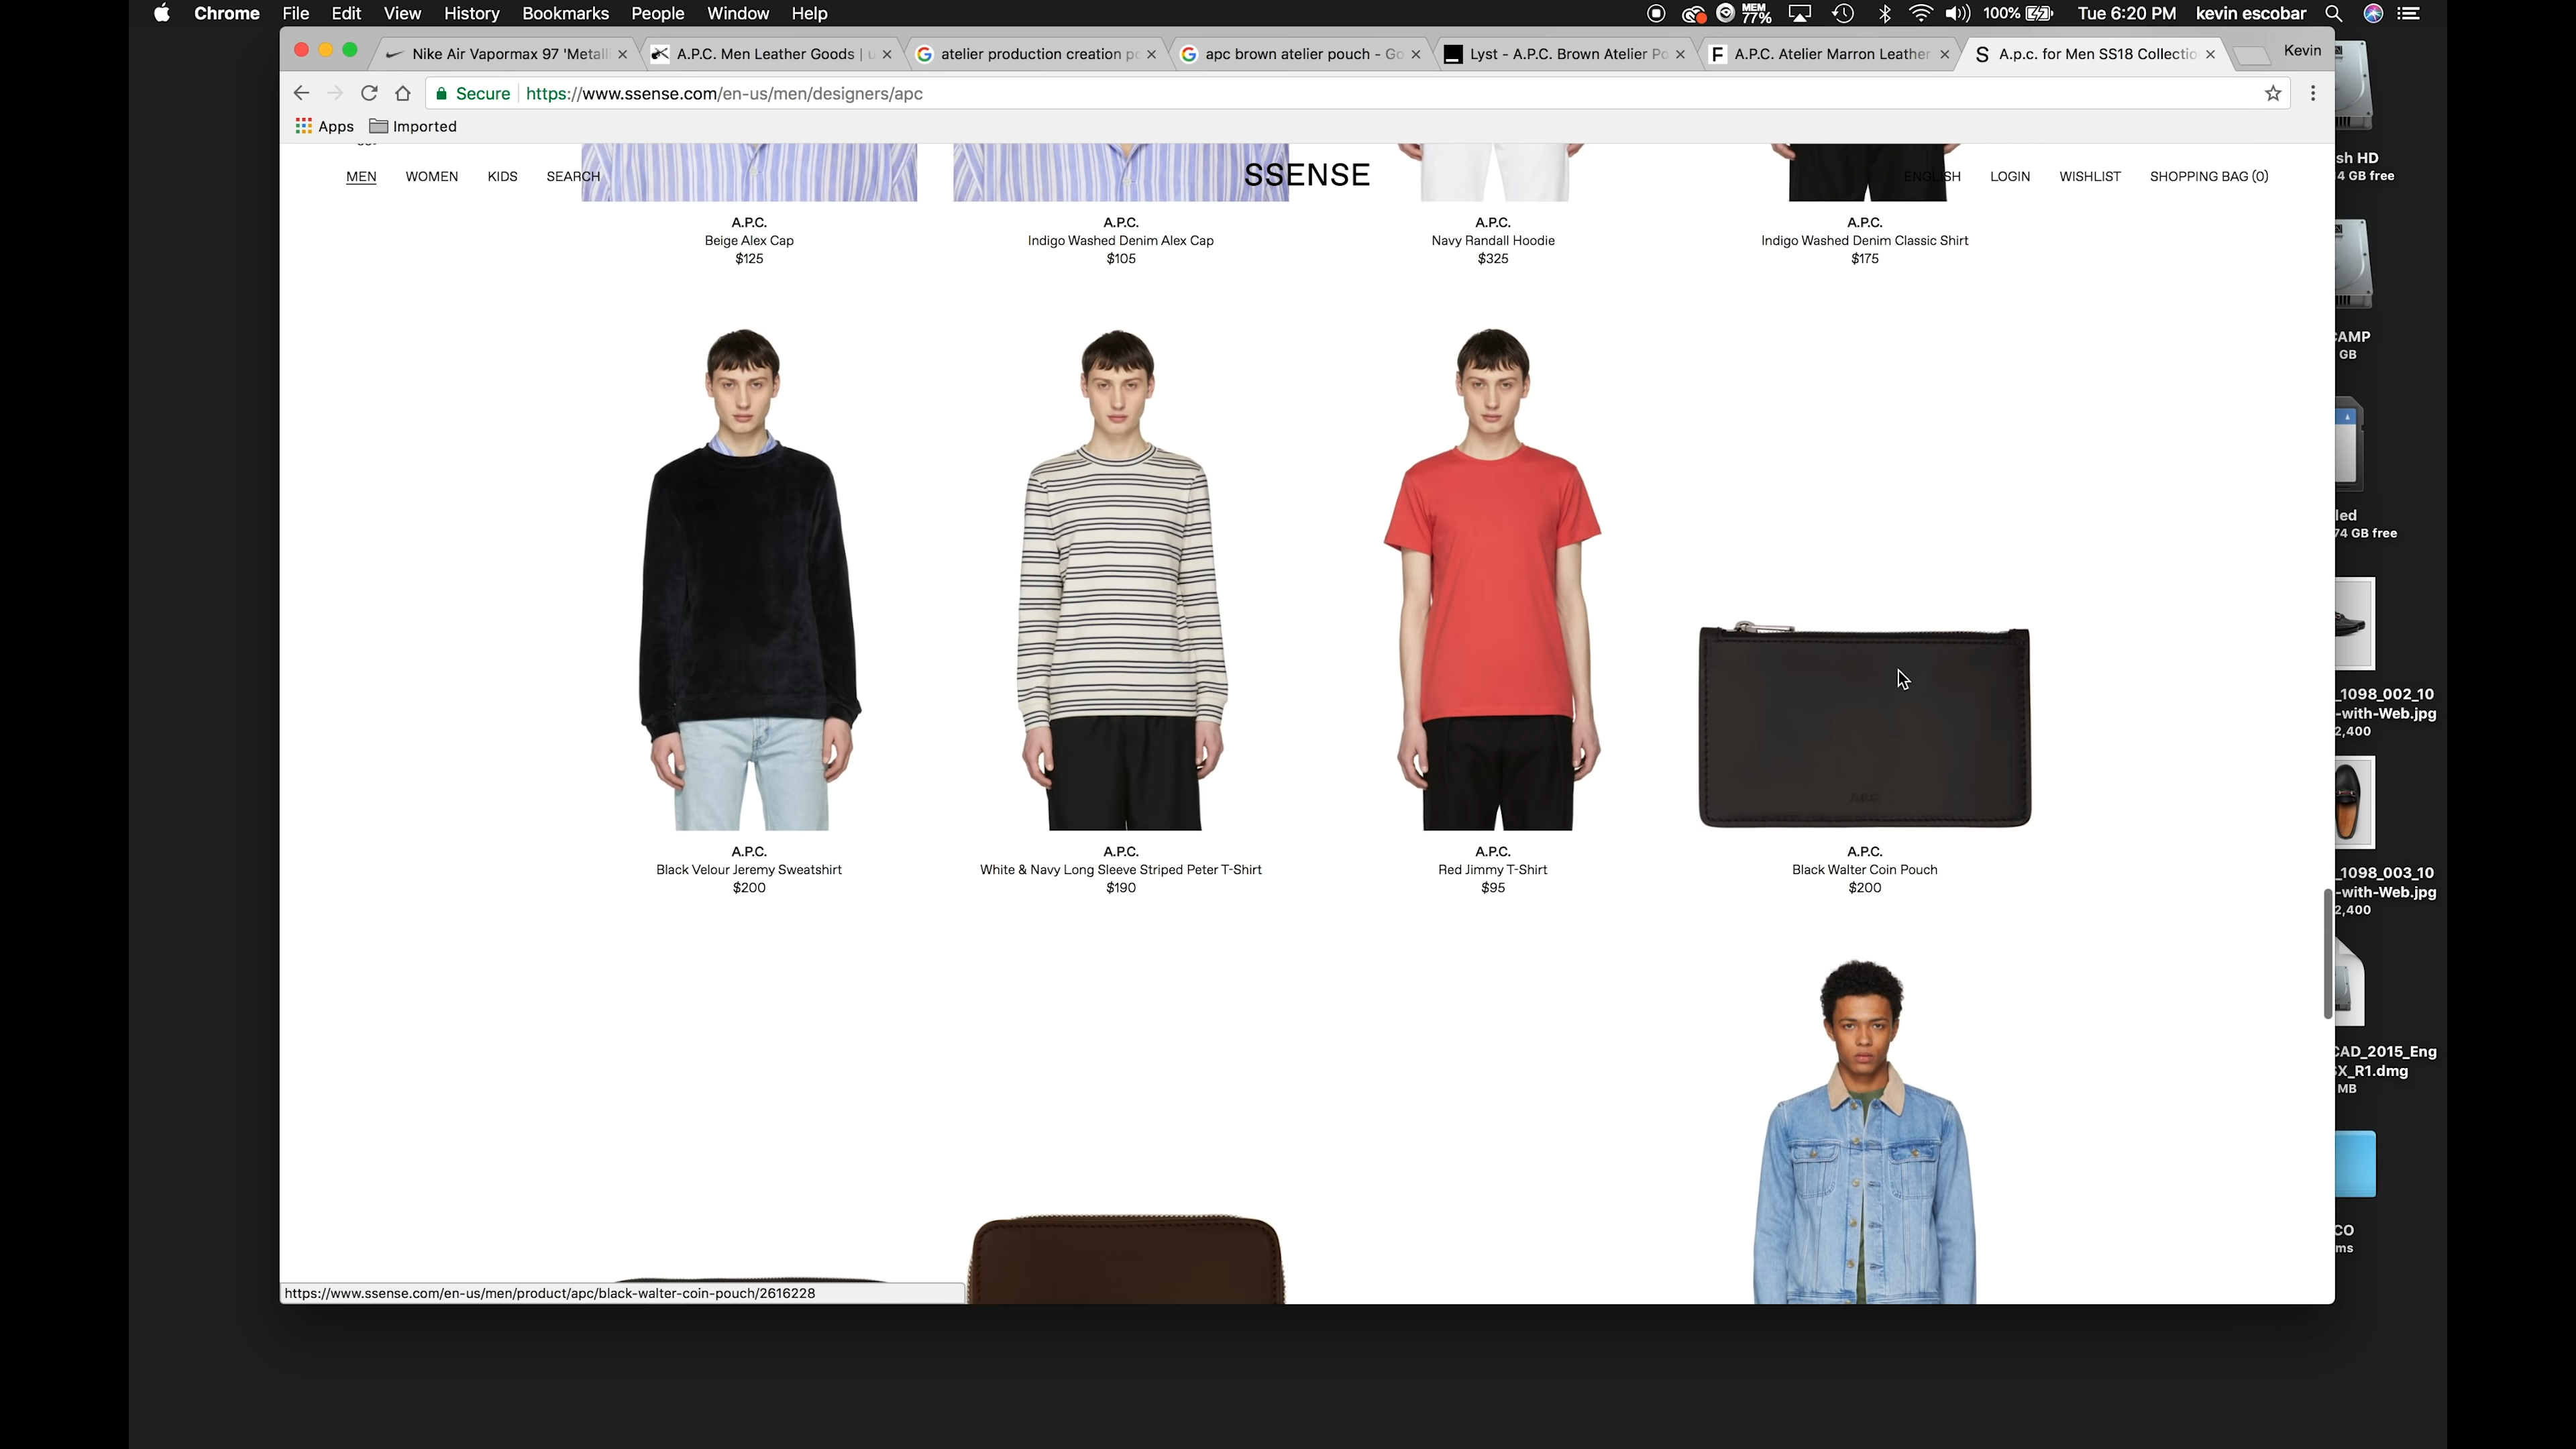 Chrome File Edit View History Bookmarks People Window Help MEM 77% 100% Tue 6:20 PM kevin escobar
Nike Air Vapormax 97 'Metalli A.P.C. Men Leather Goods | u atelier production creation po apc brown atelier pouch - Go Lyst - A.P.C. Brown Atelier Po A.P.C. Atelier Marron Leather A.p.c. for Men SS18 Collectio Kevin
Secure https://www.ssense.com/en-us/men/designers/apc
Apps Imported
MEN WOMEN KIDS SEARCH SSENSE ENGLISH LOGIN WISHLIST SHOPPING BAG (0)
A.P.C. A.P.C. A.P.C. A.P.C.
Beige Alex Cap Indigo Washed Denim Alex Cap Navy Randall Hoodie Indigo Washed Denim Classic Shirt
$125 $105 $325 $175
A.P.C. A.P.C. A.P.C. A.P.C.
Black Velour Jeremy Sweatshirt White & Navy Long Sleeve Striped Peter T-Shirt Red Jimmy T-Shirt Black Walter Coin Pouch
$200 $190 $95 $200
https://www.ssense.com/en-us/men/product/apc/black-walter-coin-pouch/2616228
sh HD
4 GB free
AMP
GB
led
74 GB free
_1098_002_10
-with-Web.jpg
2,400
_1098_003_10
-with-Web.jpg
2,400
CAD_2015_Eng
SX_R1.dmg
MB
CO
ms